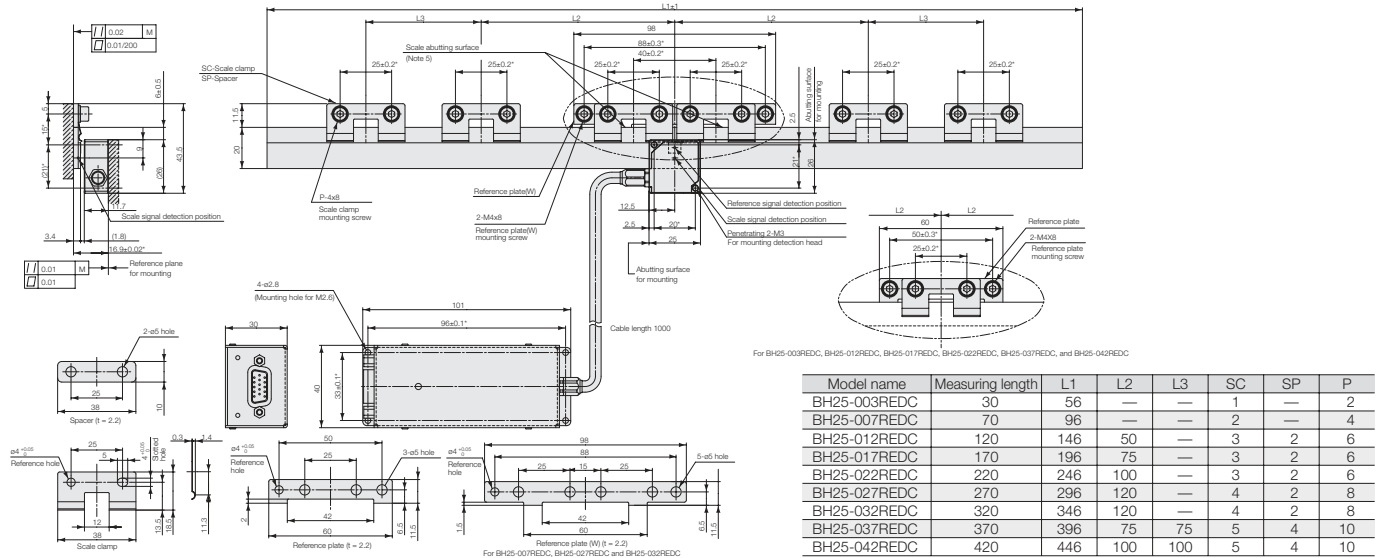 L1±1
L3
L2
L2
L3
// 0.02 M
0.01/200
98
88±0.3*
40±0.2*
Scale abutting surface
(Note 5)
SC-Scale clamp
SP-Spacer
25±0.2*
25±0.2*
25±0.2*
25±0.2*
25±0.2*
25±0.2*
6±0.5
5
15*
(21)*
9
(26)
43.5
11.5
20
2.5
Abutting surface
for mounting
21*
26
11.7
Scale signal detection position
3.4
(1.8)
16.9±0.02*
// 0.01 M
0.01
Reference plane
for mounting
P-4x8
Scale clamp
mounting screw
Reference plate(W)
2-M4x8
Reference plate(W)
mounting screw
12.5
2.5
20*
25
Reference signal detection position
Scale signal detection position
Penetrating 2-M3
For mounting detection head
Abutting surface
for mounting
L2
L2
60
50±0.3*
25±0.2*
Reference plate
2-M4X8
Reference plate
mounting screw
For BH25-003REDC, BH25-012REDC, BH25-017REDC, BH25-022REDC, BH25-037REDC, and BH25-042REDC
4-ø2.8
(Mounting hole for M2.6)
101
96±0.1*
30
40
33±0.1*
Cable length 1000
2-ø5 hole
25
38
10
Spacer (t = 2.2)
ø4 +0.05 0
Reference hole
25
5
4 +0.05 0
Slotted hole
0.3
1.4
12
38
13.5
18.5
11.3
Scale clamp
50
ø4 +0.05 0
Reference
hole
25
3-ø5 hole
2
42
60
6.5
11.5
Reference plate (t = 2.2)
98
88
ø4 +0.05 0
Reference
hole
25
15
25
5-ø5 hole
1.5
42
60
6.5
11.5
Reference plate (W) (t = 2.2)
For BH25-007REDC, BH25-027REDC and BH25-032REDC
Model name Measuring length L1 L2 L3 SC SP P
BH25-003REDC 30 56 — — 1 — 2
BH25-007REDC 70 96 — — 2 — 4
BH25-012REDC 120 146 50 — 3 2 6
BH25-017REDC 170 196 75 — 3 2 6
BH25-022REDC 220 246 100 — 3 2 6
BH25-027REDC 270 296 120 — 4 2 8
BH25-032REDC 320 346 120 — 4 2 8
BH25-037REDC 370 396 75 75 5 4 10
BH25-042REDC 420 446 100 100 5 4 10